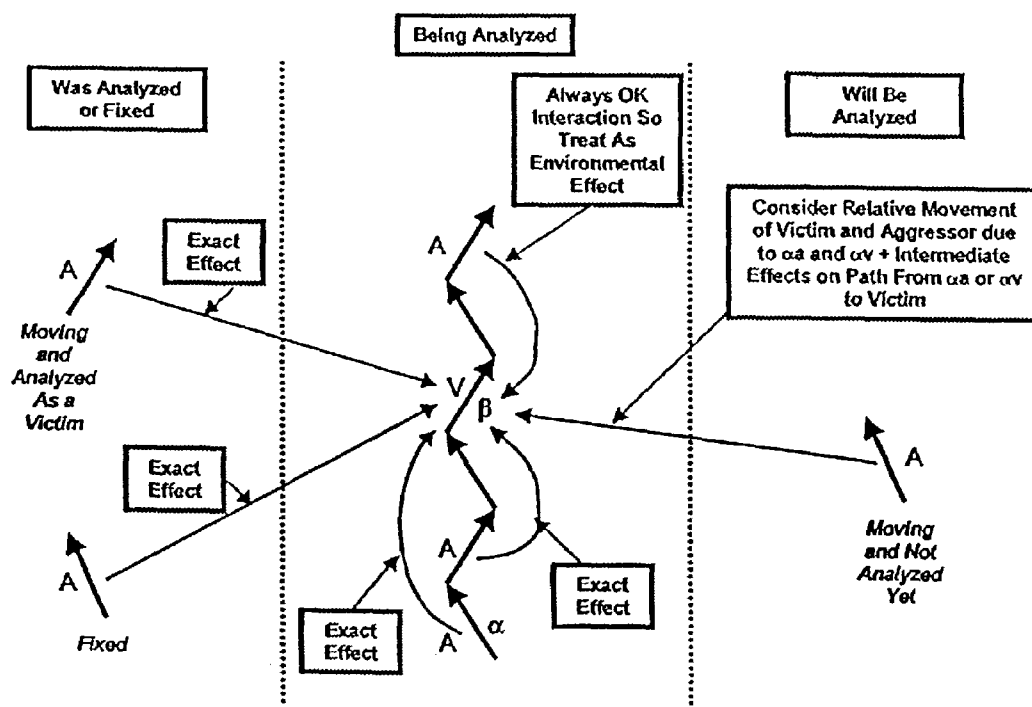 Being Analyzed
Was Analyzed
or Fixed
Always OK
Interaction So
Treat As
Environmental
Effect
Will Be
Analyzed
Consider Relative Movement
of Victim and Aggressor due
to αa and αv + Intermediate
Effects on Path From αa or αv
to Victim
A
Exact
Effect
A
Moving
and
Analyzed
As a
Victim
V
β
Exact
Effect
A
Moving
and Not
Analyzed
Yet
A
Fixed
A
Exact
Effect
Exact
Effect
A
α